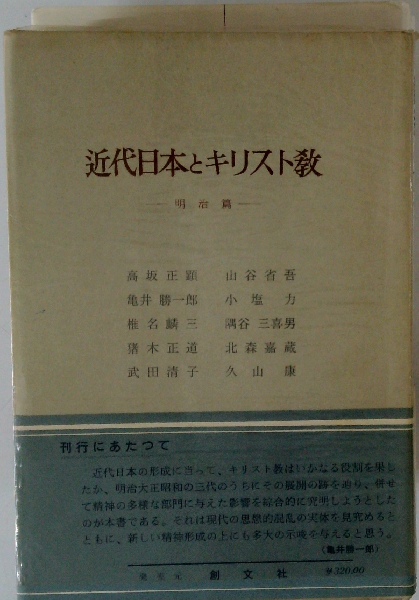 近代日本とキリスト教
― 明治篇 ―
高坂正顕 山谷省吾
亀井勝一郎 小塩力
椎名麟三 隅谷三喜男
猪木正道 北森嘉蔵
武田清子 久山康
刊行にあたつて
近代日本の形成に当って、キリスト教はいかなる役割を果し
たか、明治大正昭和の三代のうちにその展開の跡を辿り、併せ
て精神の多様な部門に与えた影響を綜合的に究明しようとした
のが本書である。それは現代の思想的混乱の実体を見究めると
ともに、新しい精神形成の上にも多大の示唆を与えると思う。
(亀井勝一郎)
発売元 創文社 ¥320.00